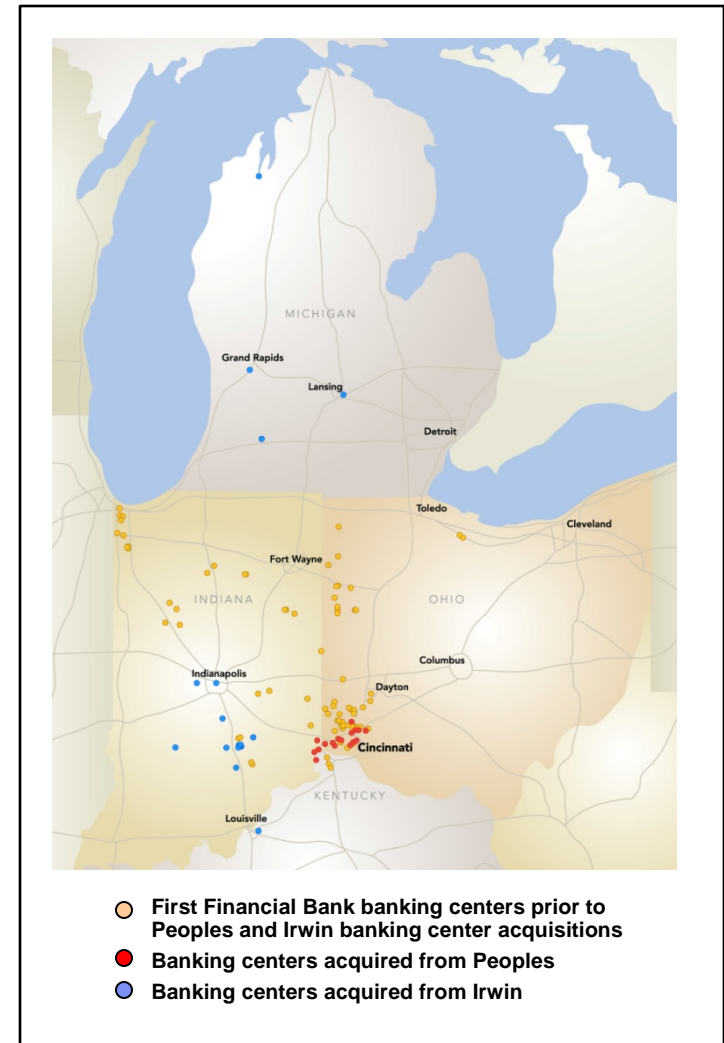 MICHIGAN
Grand Rapids
Lansing
Detroit
Toledo
Cleveland
Fort Wayne
INDIANA
OHIO
Columbus
Indianapolis
Dayton
Cincinnati
KENTUCKY
Louisville
First Financial Bank banking centers prior to
Peoples and Irwin banking center acquisitions
Banking centers acquired from Peoples
Banking centers acquired from Irwin